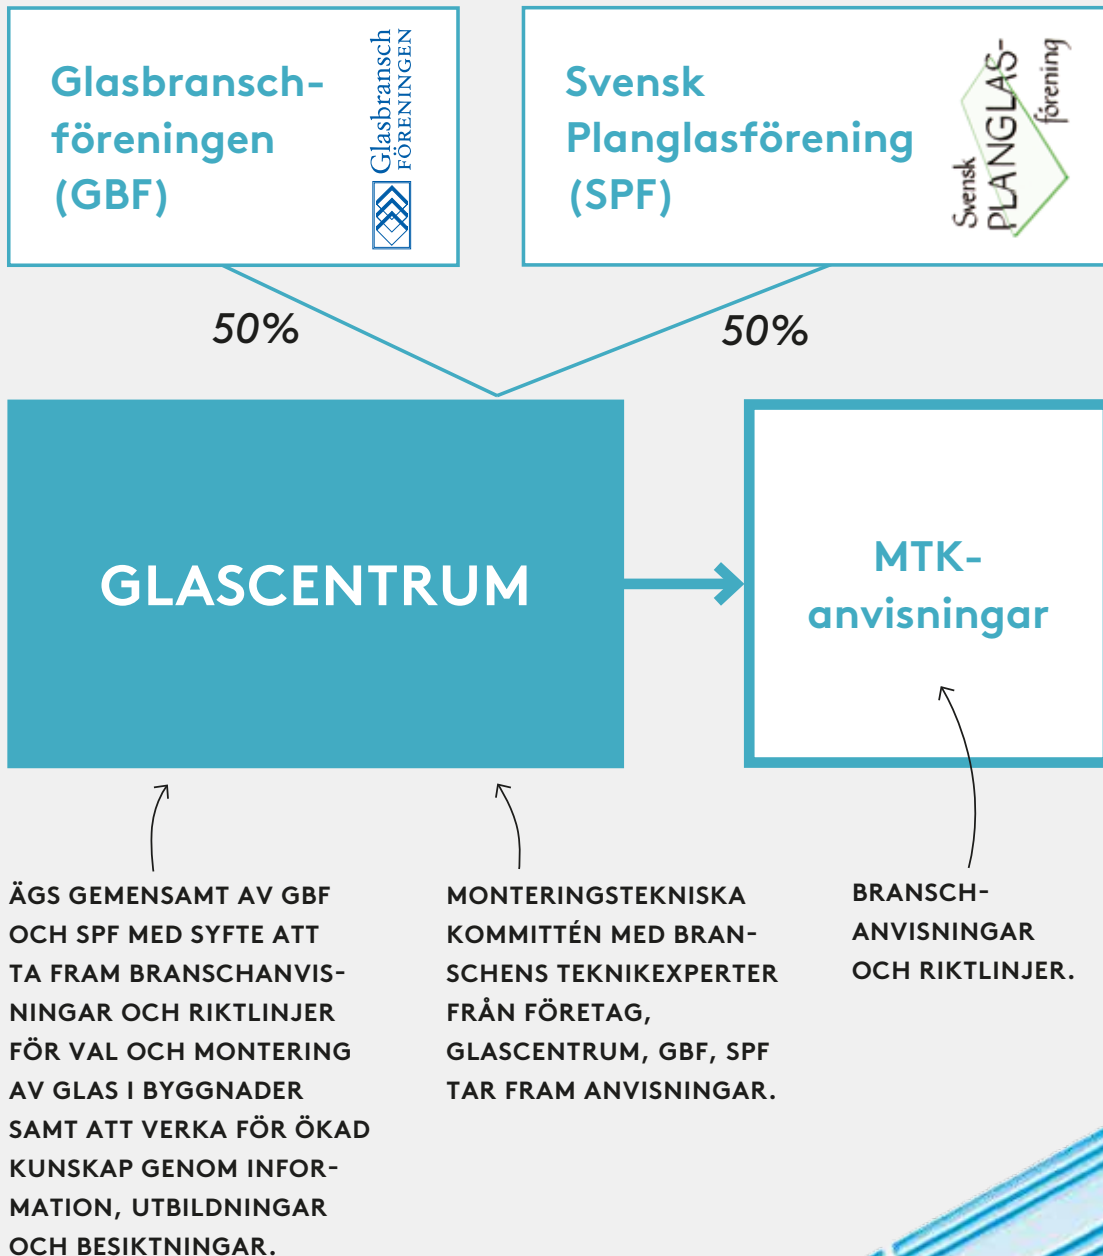 Glasbransch-
föreningen
(GBF)
Glasbransch
FÖRENINGEN
Svensk
Planglasförening
(SPF)
Svensk
PLANGLAS-
förening
50%
50%
GLASCENTRUM
MTK-
anvisningar
ÄGS GEMENSAMT AV GBF
OCH SPF MED SYFTE ATT
TA FRAM BRANSCHANVIS-
NINGAR OCH RIKTLINJER
FÖR VAL OCH MONTERING
AV GLAS I BYGGNADER
SAMT ATT VERKA FÖR ÖKAD
KUNSKAP GENOM INFOR-
MATION, UTBILDNINGAR
OCH BESIKTNINGAR.
MONTERINGSTEKNISKA
KOMMITTÉN MED BRAN-
SCHENS TEKNIKEXPERTER
FRÅN FÖRETAG,
GLASCENTRUM, GBF, SPF
TAR FRAM ANVISNINGAR.
BRANSCH-
ANVISNINGAR
OCH RIKTLINJER.